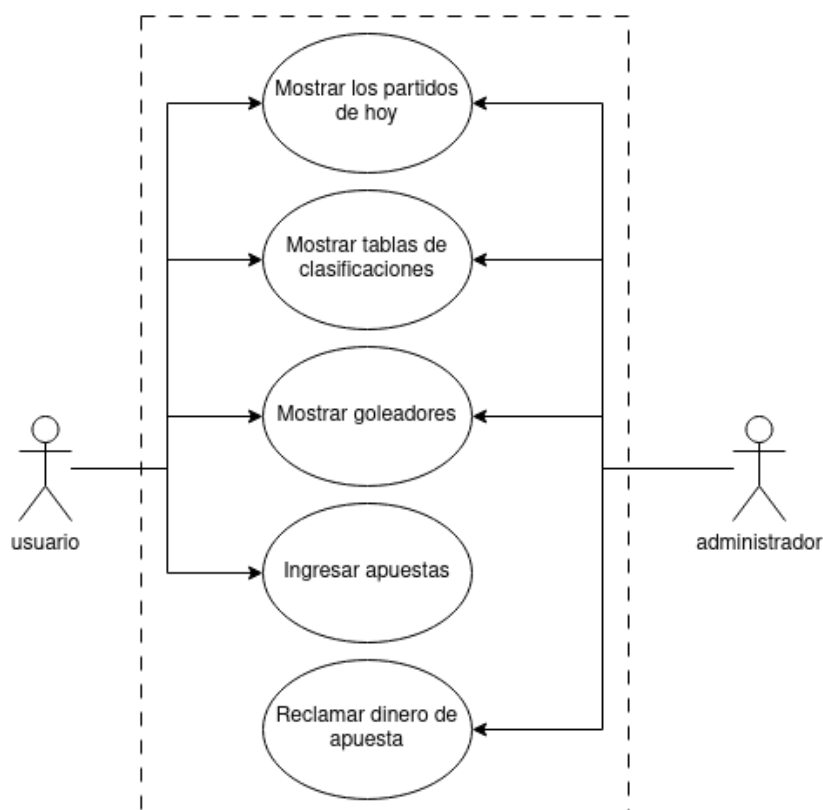 Mostrar los partidos
de hoy
Mostrar tablas de
clasificaciones
Mostrar goleadores
usuario
administrador
Ingresar apuestas
Reclamar dinero de
apuesta